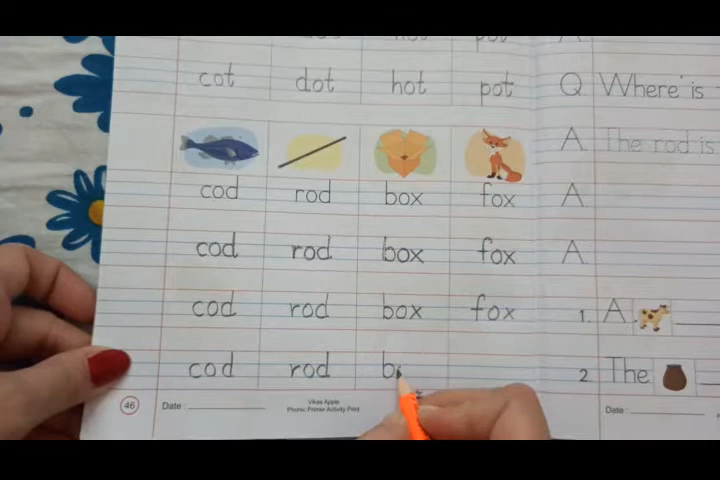 cot dot hot pot
Q Where is
A The rod is
cod rod box fox
A
cod rod box fox
A
cod rod box fox
1. A
cod rod b
2. The
46 Date : Vikas Apple
Phonic Primer Activity Print
Date :